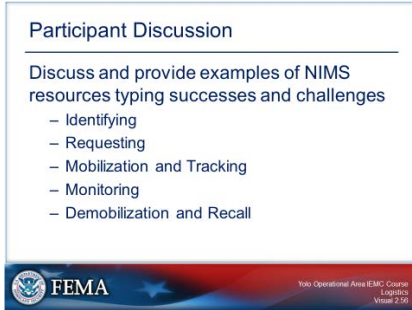 Participant Discussion
Discuss and provide examples of NIMS
resources typing successes and challenges
– Identifying
– Requesting
– Mobilization and Tracking
– Monitoring
– Demobilization and Recall
FEMA
Yolo Operational Area IEMC Course
Logistics
Visual 2.56